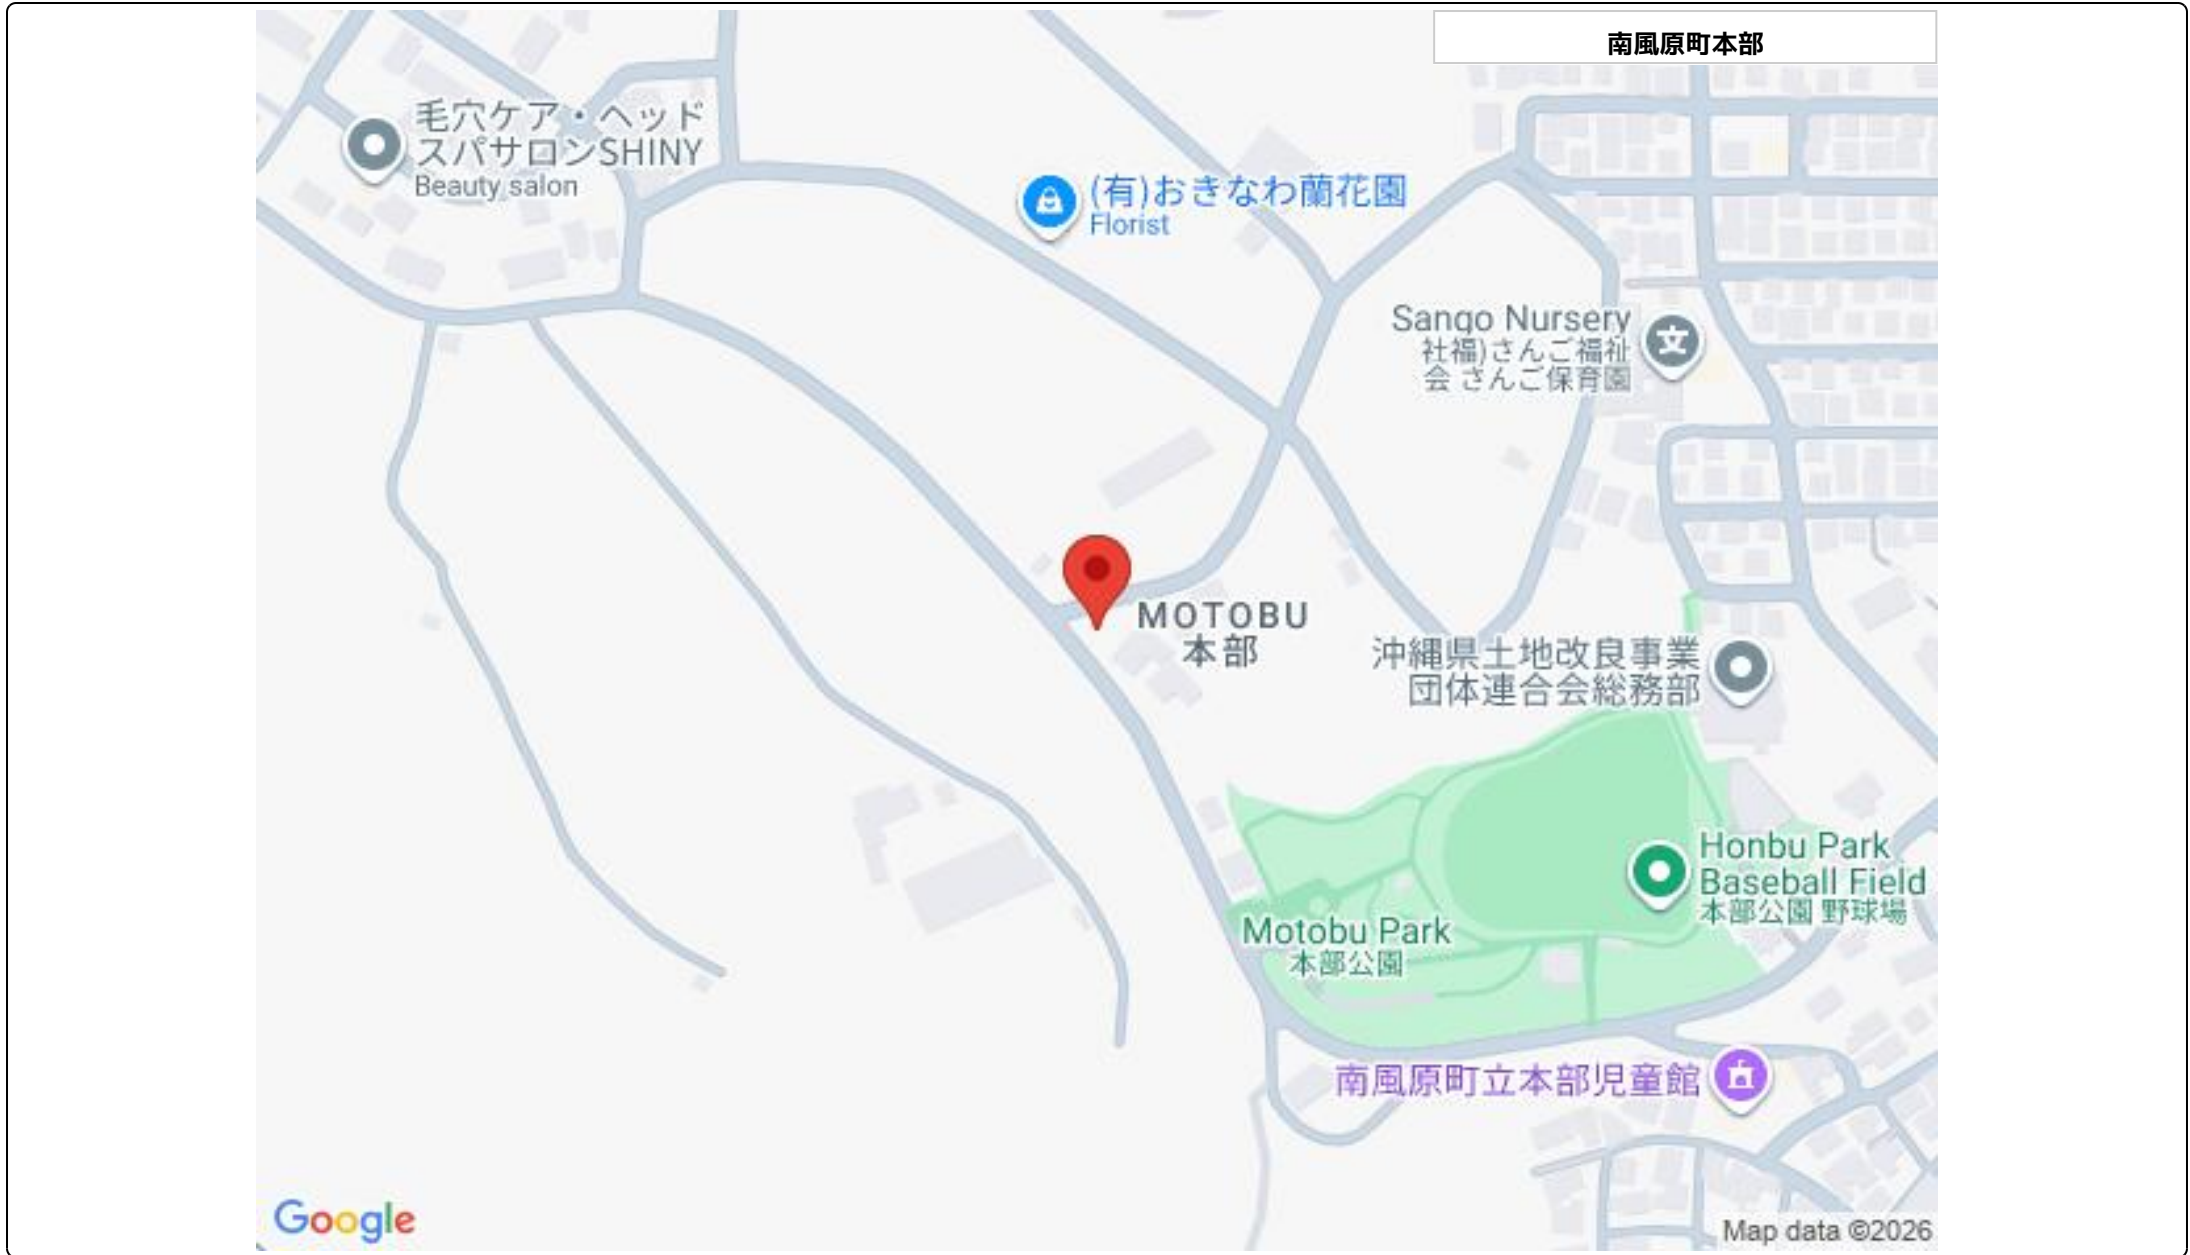 南風原町本部
毛穴ケア・ヘッド
スパサロンSHINY
Beauty salon
(有)おきなわ蘭花園
Florist
Sango Nursery
社福)さんご福祉
会 さんご保育園
MOTOBU
本部
沖縄県土地改良事業
団体連合会総務部
Honbu Park
Baseball Field
本部公園 野球場
Motobu Park
本部公園
南風原町立本部児童館
文
Google
Map data ©2026